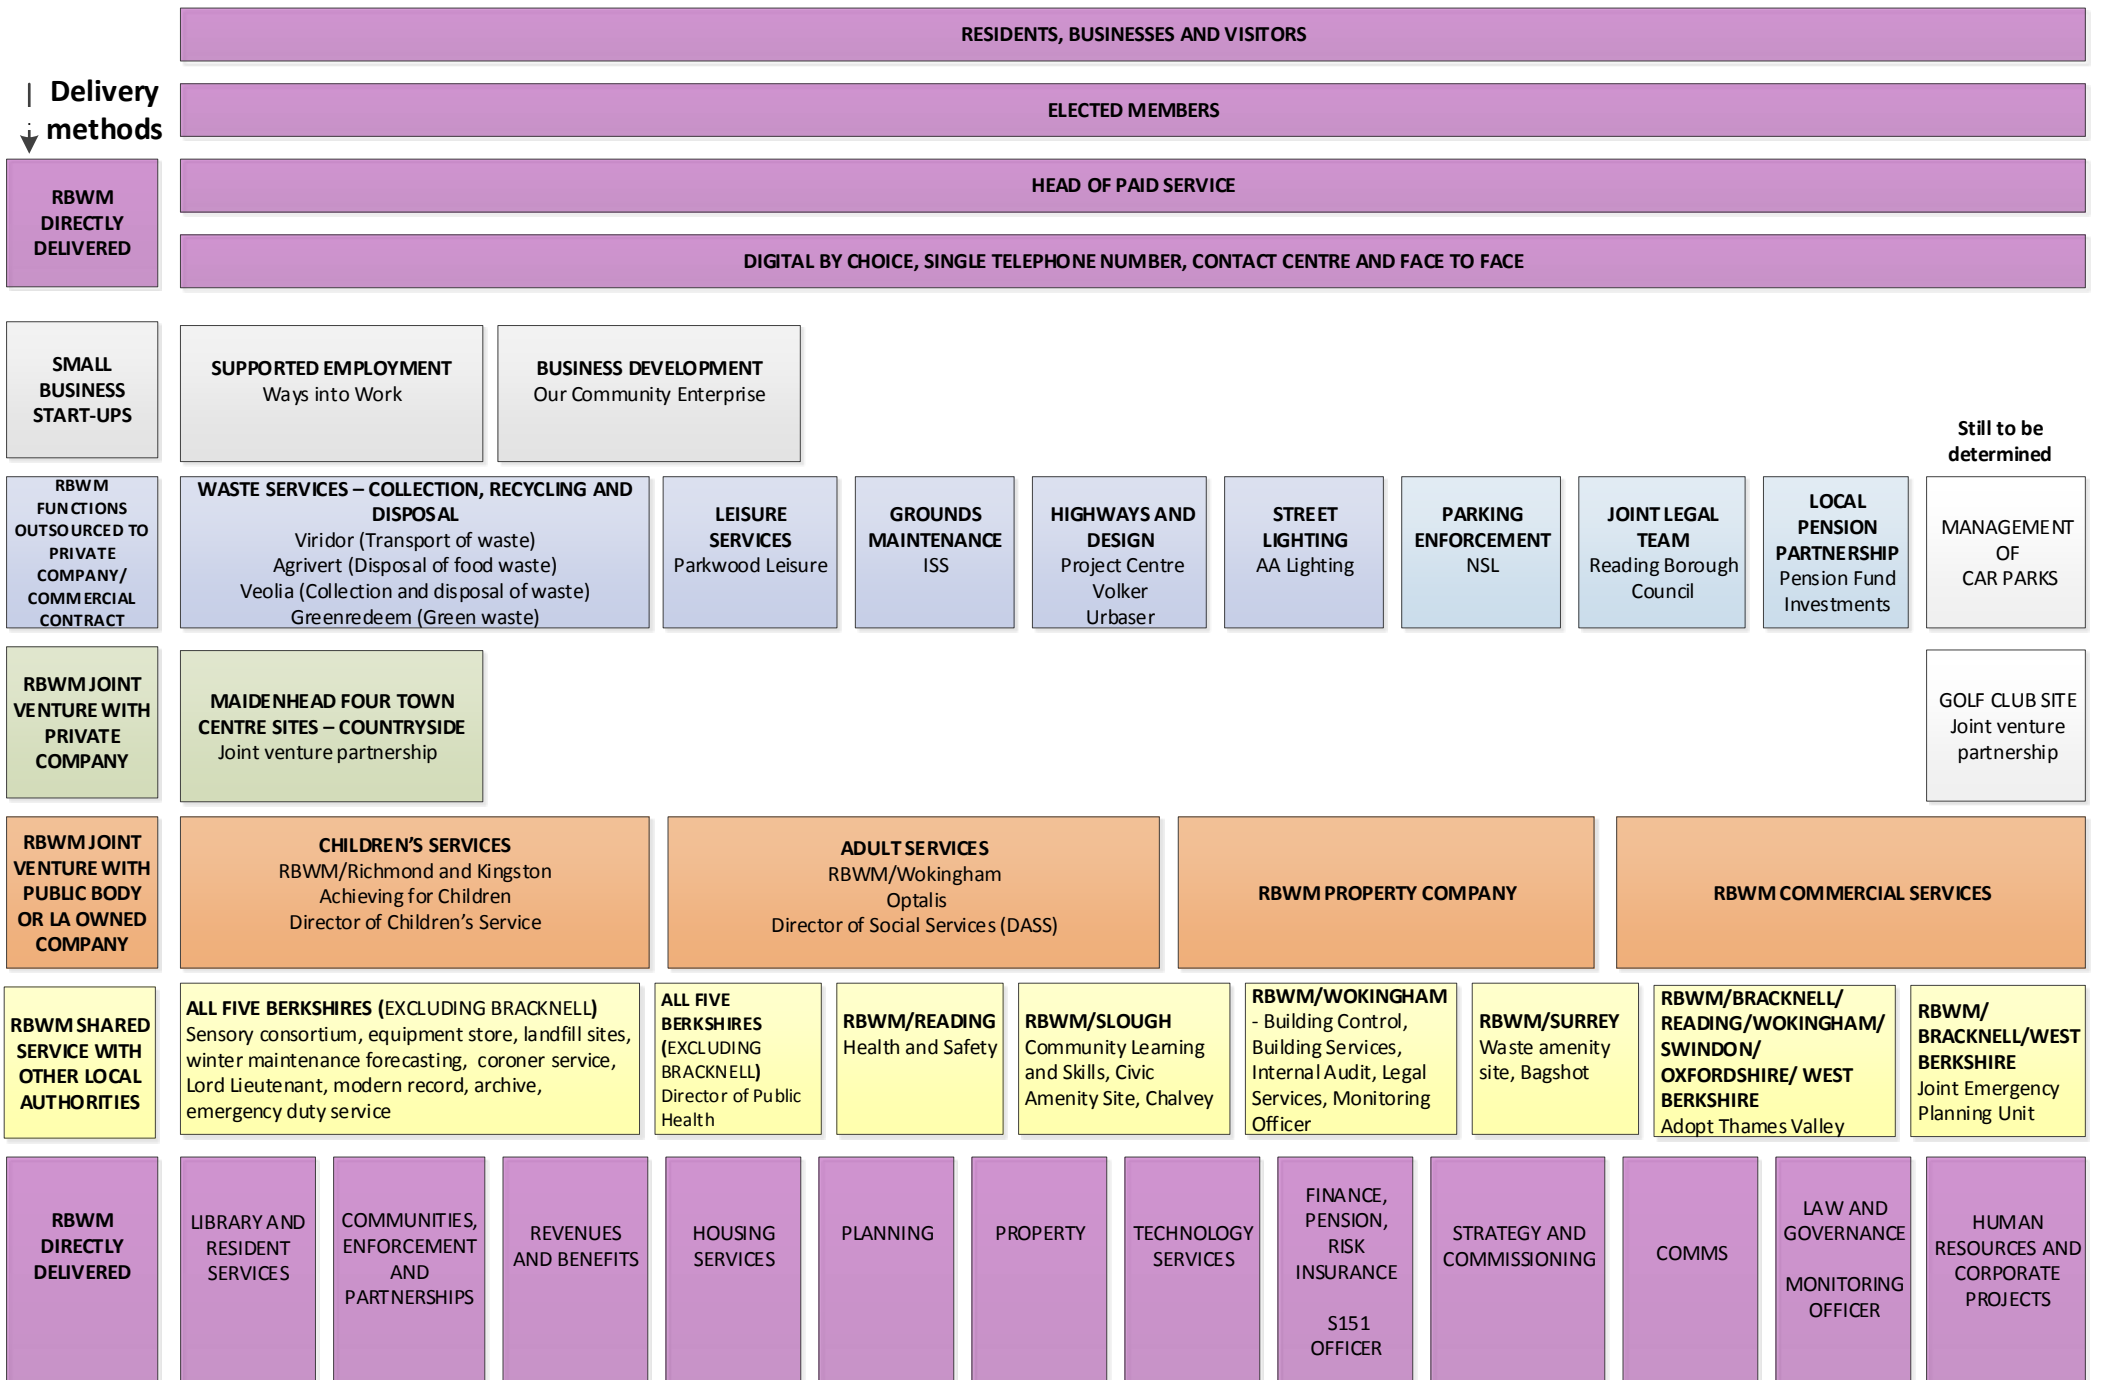 RESIDENTS, BUSINESSES AND VISITORS
Delivery
methods
ELECTED MEMBERS
HEAD OF PAID SERVICE
RBWM
DIRECTLY
DELIVERED
DIGITAL BY CHOICE, SINGLE TELEPHONE NUMBER, CONTACT CENTRE AND FACE TO FACE
SMALL
BUSINESS
START-UPS
SUPPORTED EMPLOYMENT
Ways into Work
BUSINESS DEVELOPMENT
Our Community Enterprise
Still to be
determined
RBWM
FUNCTIONS
OUTSOURCED TO
PRIVATE
COMPANY/
COMMERCIAL
CONTRACT
WASTE SERVICES – COLLECTION, RECYCLING AND
DISPOSAL
Viridor (Transport of waste)
Agrivert (Disposal of food waste)
Veolia (Collection and disposal of waste)
Greenredeem (Green waste)
LEISURE
SERVICES
Parkwood Leisure
GROUNDS
MAINTENANCE
ISS
HIGHWAYS AND
DESIGN
Project Centre
Volker
Urbaser
STREET
LIGHTING
AA Lighting
PARKING
ENFORCEMENT
NSL
JOINT LEGAL
TEAM
Reading Borough
Council
LOCAL
PENSION
PARTNERSHIP
Pension Fund
Investments
MANAGEMENT
OF
CAR PARKS
RBWM JOINT
VENTURE WITH
PRIVATE
COMPANY
MAIDENHEAD FOUR TOWN
CENTRE SITES – COUNTRYSIDE
Joint venture partnership
GOLF CLUB SITE
Joint venture
partnership
RBWM JOINT
VENTURE WITH
PUBLIC BODY
OR LA OWNED
COMPANY
CHILDREN’S SERVICES
RBWM/Richmond and Kingston
Achieving for Children
Director of Children’s Service
ADULT SERVICES
RBWM/Wokingham
Optalis
Director of Social Services (DASS)
RBWM PROPERTY COMPANY
RBWM COMMERCIAL SERVICES
RBWM SHARED
SERVICE WITH
OTHER LOCAL
AUTHORITIES
ALL FIVE BERKSHIRES (EXCLUDING BRACKNELL)
Sensory consortium, equipment store, landfill sites,
winter maintenance forecasting, coroner service,
Lord Lieutenant, modern record, archive,
emergency duty service
ALL FIVE
BERKSHIRES
(EXCLUDING
BRACKNELL)
Director of Public
Health
RBWM/READING
Health and Safety
RBWM/SLOUGH
Community Learning
and Skills, Civic
Amenity Site, Chalvey
RBWM/WOKINGHAM
- Building Control,
Building Services,
Internal Audit, Legal
Services, Monitoring
Officer
RBWM/SURREY
Waste amenity
site, Bagshot
RBWM/BRACKNELL/
READING/WOKINGHAM/
SWINDON/
OXFORDSHIRE/ WEST
BERKSHIRE
Adopt Thames Valley
RBWM/
BRACKNELL/WEST
BERKSHIRE
Joint Emergency
Planning Unit
RBWM
DIRECTLY
DELIVERED
LIBRARY AND
RESIDENT
SERVICES
COMMUNITIES,
ENFORCEMENT
AND
PARTNERSHIPS
REVENUES
AND BENEFITS
HOUSING
SERVICES
PLANNING
PROPERTY
TECHNOLOGY
SERVICES
FINANCE,
PENSION,
RISK
INSURANCE
S151
OFFICER
STRATEGY AND
COMMISSIONING
COMMS
LAW AND
GOVERNANCE
MONITORING
OFFICER
HUMAN
RESOURCES AND
CORPORATE
PROJECTS